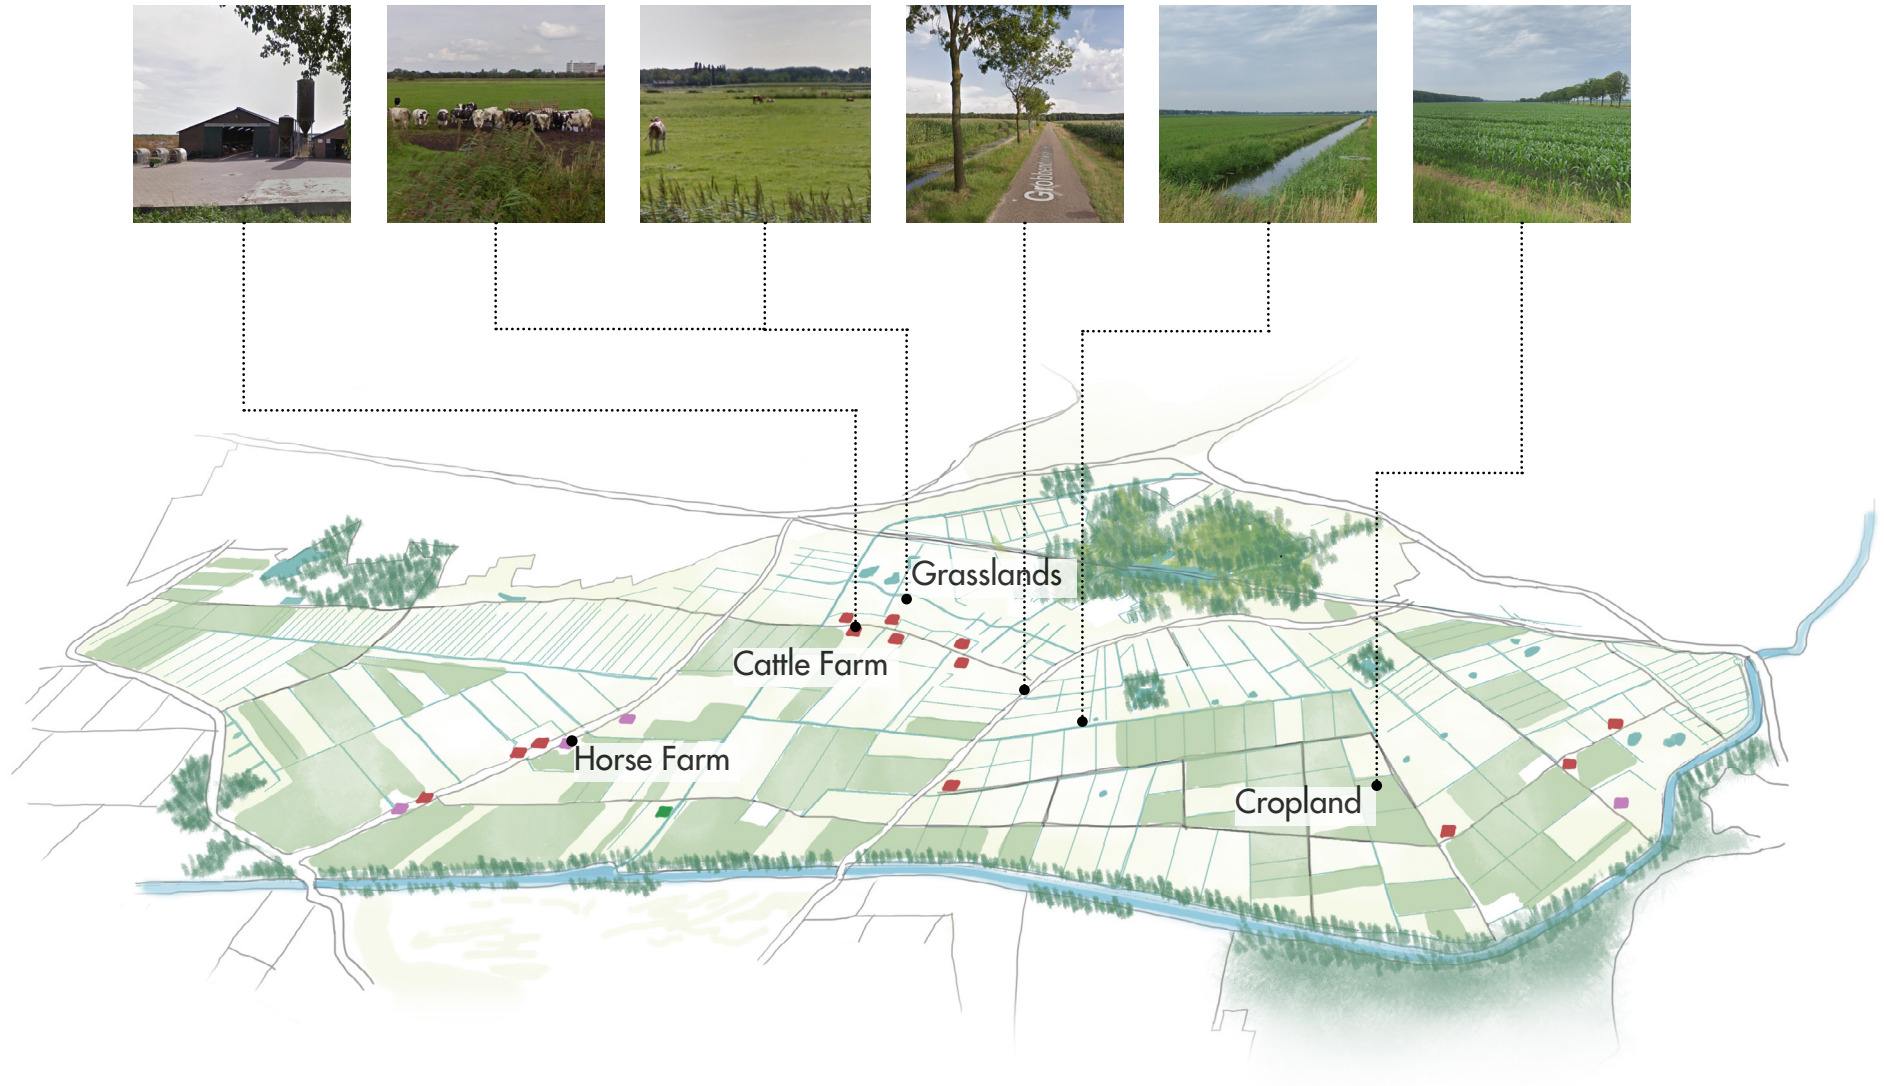 Grasslands
Cattle Farm
Horse Farm
Cropland